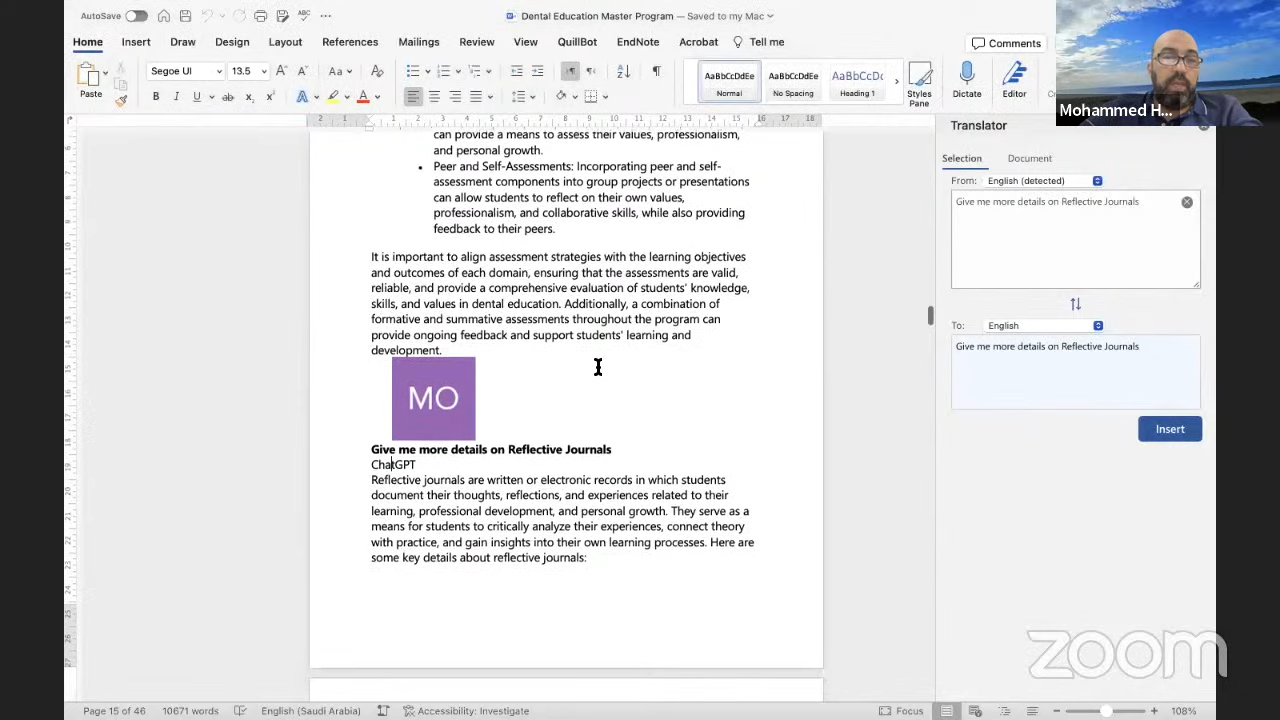 AutoSave
Dental Education Master Program — Saved to my Mac
Home Insert Draw Design Layout References Mailings Review View QuillBot EndNote Acrobat Tell me
Comments
Paste
Segoe UI 13.5
AaBbCcDdEe AaBbCcDdEe AaBbCcDc
Normal No Spacing Heading 1
Styles
Pane
Dictate
Editor
Mohammed H...
can provide a means to assess their values, professionalism,
and personal growth.
• Peer and Self-Assessments: Incorporating peer and self-
assessment components into group projects or presentations
can allow students to reflect on their own values,
professionalism, and collaborative skills, while also providing
feedback to their peers.
It is important to align assessment strategies with the learning objectives
and outcomes of each domain, ensuring that the assessments are valid,
reliable, and provide a comprehensive evaluation of students' knowledge,
skills, and values in dental education. Additionally, a combination of
formative and summative assessments throughout the program can
provide ongoing feedback and support students' learning and
development.
MO
Give me more details on Reflective Journals
ChatGPT
Reflective journals are written or electronic records in which students
document their thoughts, reflections, and experiences related to their
learning, professional development, and personal growth. They serve as a
means for students to critically analyze their experiences, connect theory
with practice, and gain insights into their own learning processes. Here are
some key details about reflective journals:
Translator
Selection Document
From: English (detected)
Give me more details on Reflective Journals
To: English
Give me more details on Reflective Journals
Insert
zoom
Page 15 of 46 10671 words English (Saudi Arabia) Accessibility: Investigate Focus 108%